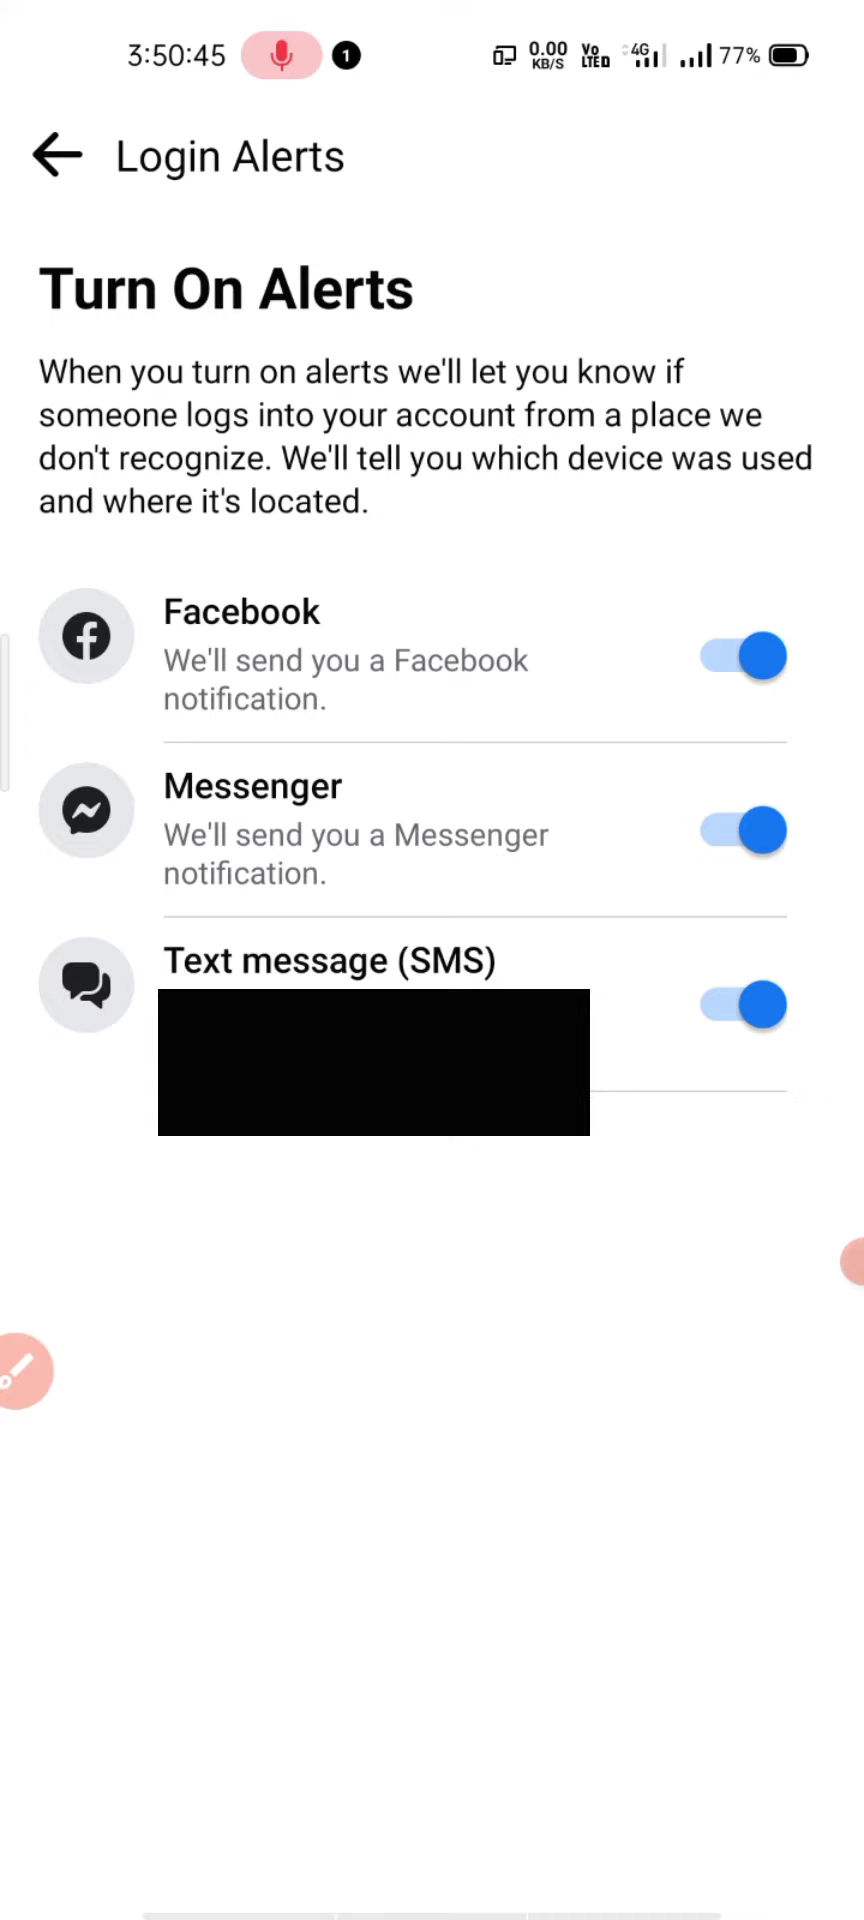 3:50:45 1 0.00 KB/S Vo LTE 4G 77%
Login Alerts
Turn On Alerts
When you turn on alerts we'll let you know if
someone logs into your account from a place we
don't recognize. We'll tell you which device was used
and where it's located.
Facebook
We'll send you a Facebook
notification.
Messenger
We'll send you a Messenger
notification.
Text message (SMS)